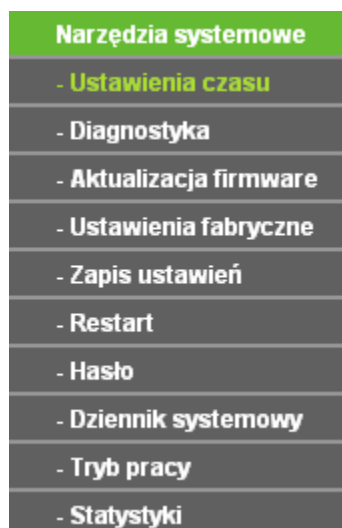 Narzędzia systemowe
- Ustawienia czasu
- Diagnostyka
- Aktualizacja firmware
- Ustawienia fabryczne
- Zapis ustawień
- Restart
- Hasło
- Dziennik systemowy
- Tryb pracy
- Statystyki